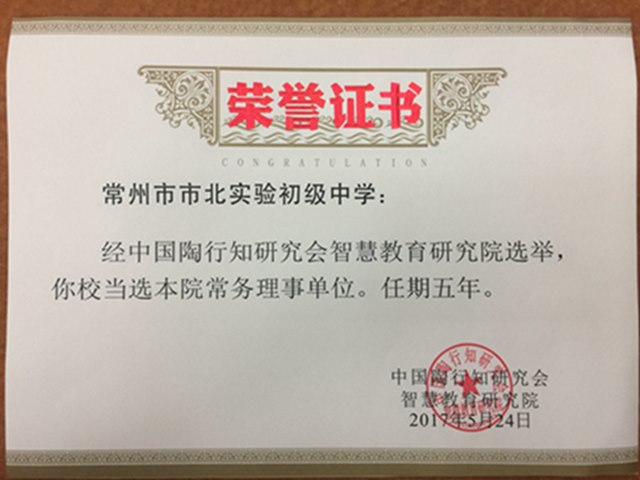 荣誉证书
CONGRATULATION
常州市市北实验初级中学：
经中国陶行知研究会智慧教育研究院选举，
你校当选本院常务理事单位。任期五年。
中国陶行知研究会
智慧教育研究院
2017年5月24日